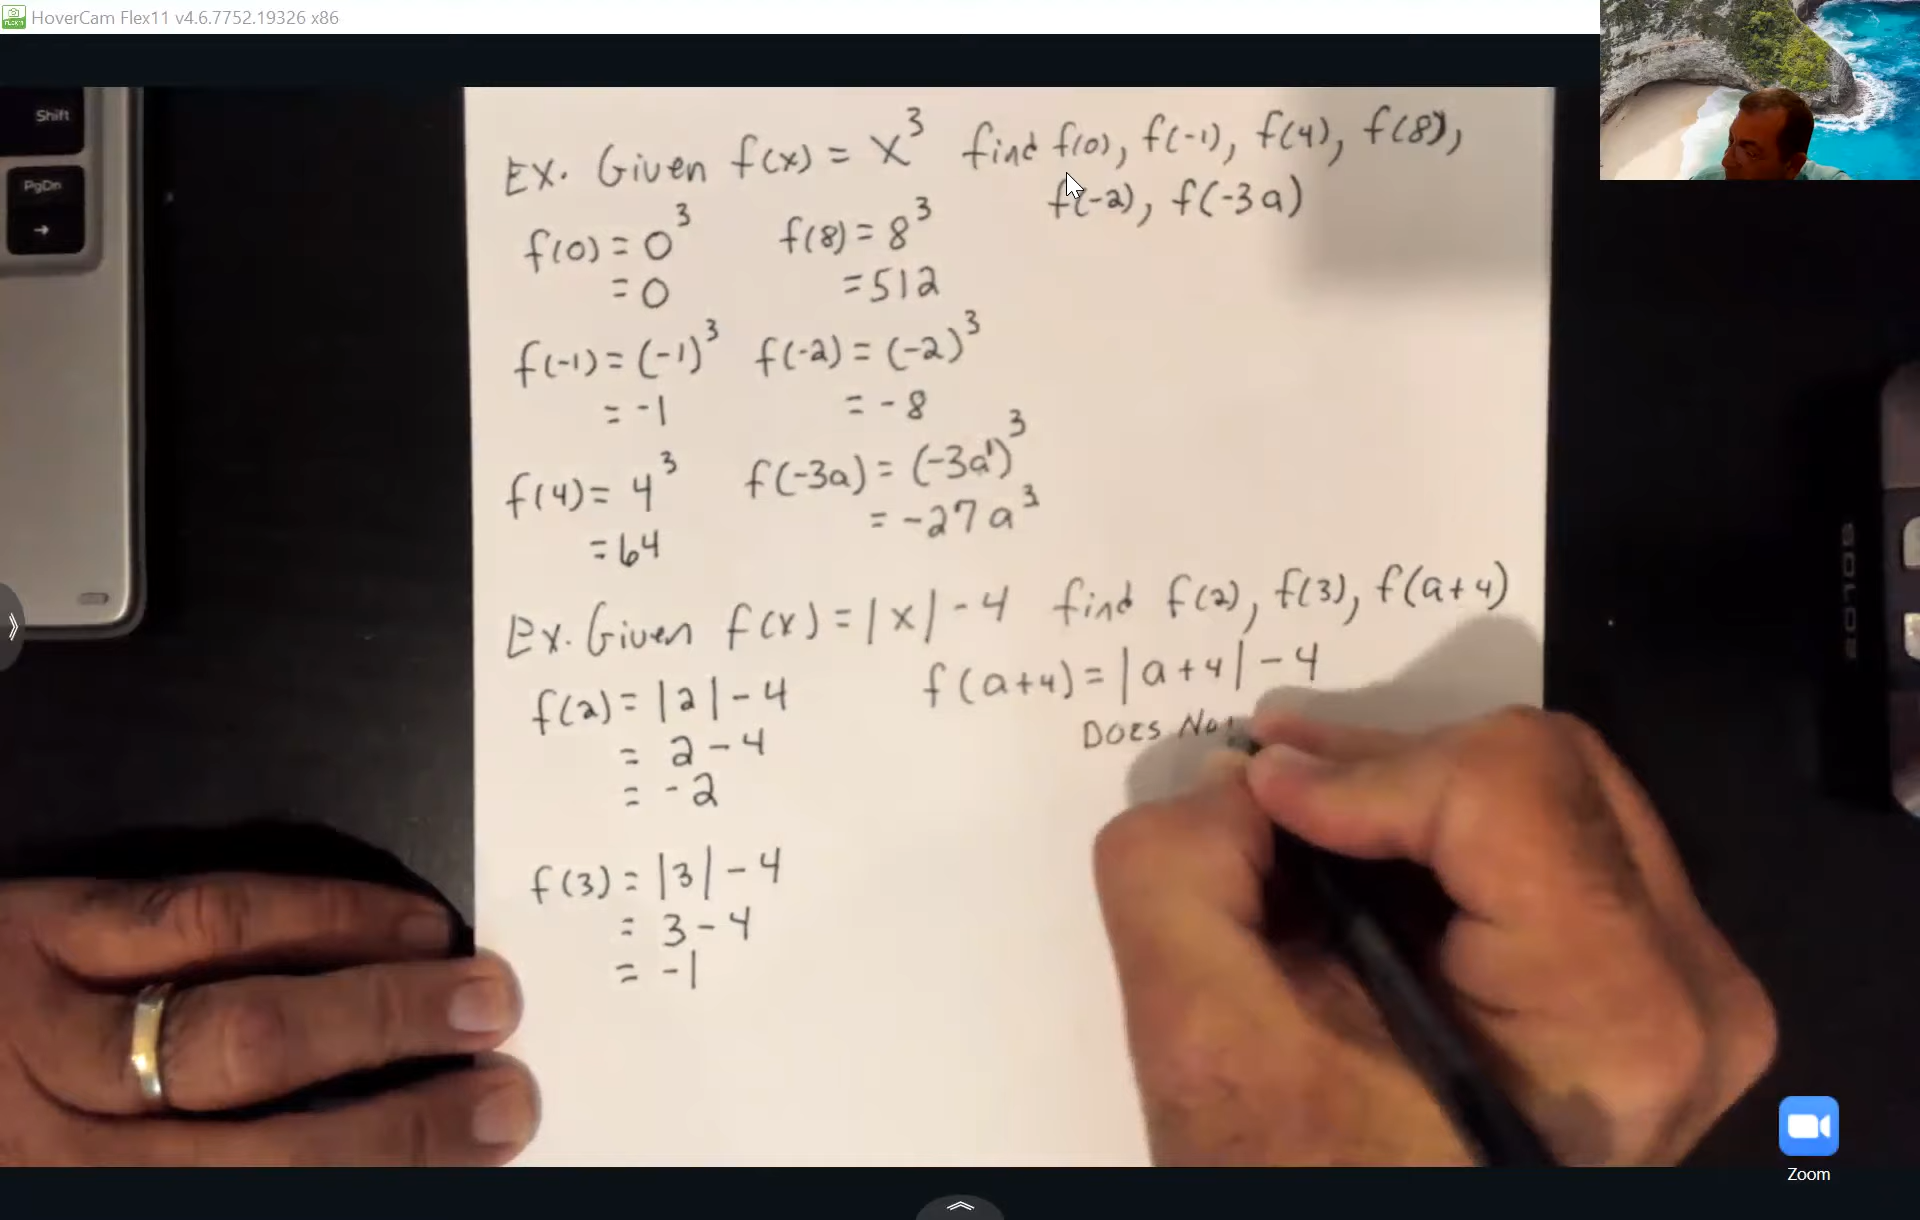 HoverCam Flex11 v4.6.7752.19326 x86
Shift
PgDn
Ex. Given f(x) = x³ find f(0), f(-1), f(4), f(8),
f(-2), f(-3a)
f(0) = 0³
= 0
f(8) = 8³
= 512
f(-1) = (-1)³
= -1
f(-2) = (-2)³
= -8
f(4) = 4³
= 64
f(-3a) = (-3a¹)³
= -27a³
Ex. Given f(x) = |x| - 4 find f(2), f(3), f(a+4)
f(2) = |2| - 4
= 2 - 4
= -2
f(a+4) = |a+4| - 4
DOES
f(3) = |3| - 4
= 3 - 4
= -1
Zoom